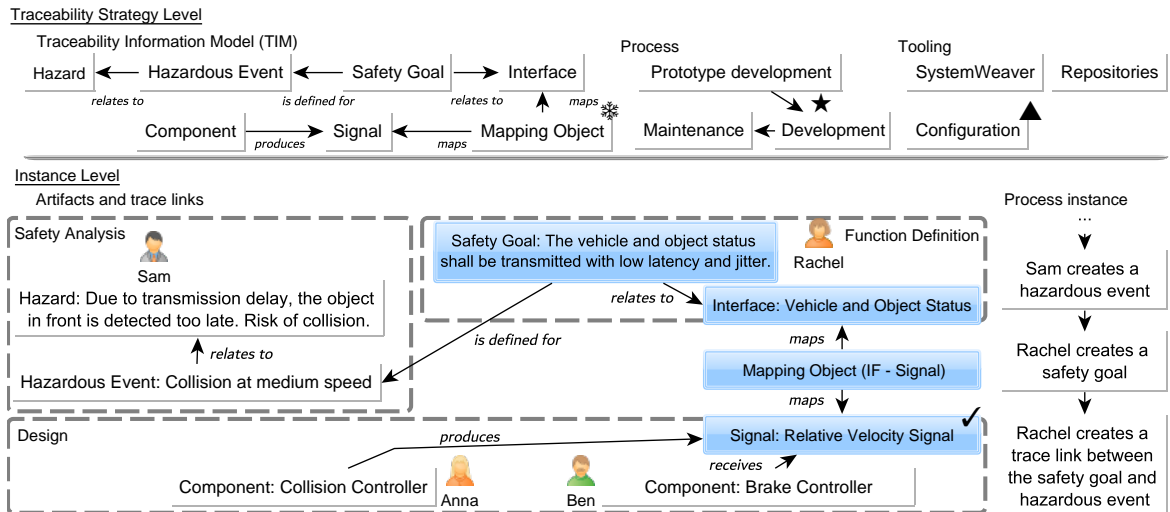 Traceability Strategy Level
Traceability Information Model (TIM)
Process
Tooling
Hazard
Hazardous Event
Safety Goal
Interface
Prototype development
SystemWeaver
Repositories
relates to
is defined for
relates to
maps
Component
Signal
Mapping Object
Maintenance
Development
Configuration
produces
maps
Instance Level
Artifacts and trace links
Process instance
...
Safety Analysis
Sam
Hazard: Due to transmission delay, the object
in front is detected too late. Risk of collision.
relates to
Hazardous Event: Collision at medium speed
Safety Goal: The vehicle and object status
shall be transmitted with low latency and jitter.
Rachel
Function Definition
relates to
Interface: Vehicle and Object Status
is defined for
maps
Mapping Object (IF - Signal)
maps
Design
produces
Signal: Relative Velocity Signal
receives
Component: Collision Controller
Anna
Ben
Component: Brake Controller
Sam creates a
hazardous event
Rachel creates a
safety goal
Rachel creates a
trace link between
the safety goal and
hazardous event